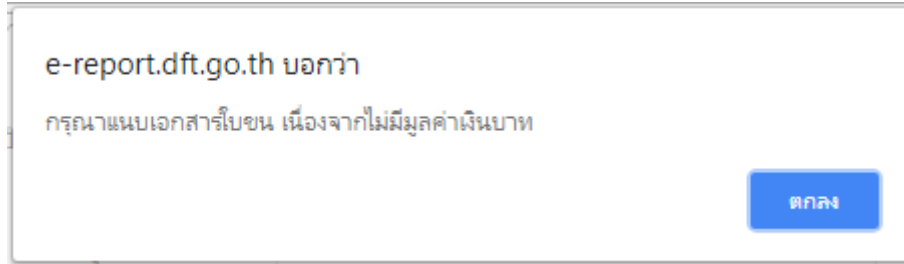 e-report.dft.go.th บอกว่า
กรุณาแนบเอกสารใบขน เนื่องจากไม่มีมูลค่าเงินบาท
ตกลง